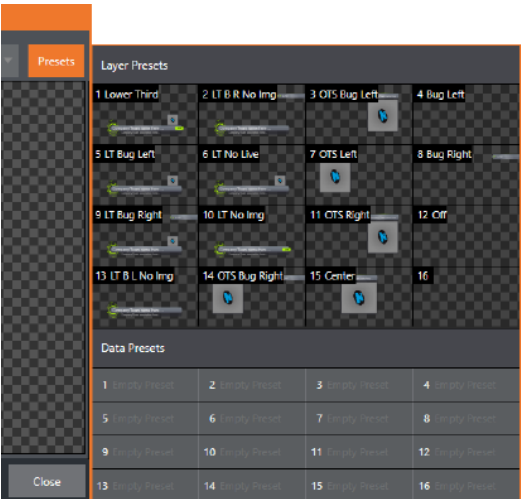 Presets
Layer Presets
1 Lower Third
2 LT B R No Img
3 OTS Bug Left
4 Bug Left
5 LT Bug Left
6 LT No Live
7 OTS Left
8 Bug Right
9 LT Bug Right
10 LT No Img
11 OTS Right
12 Off
13 LT B L No Img
14 OTS Bug Right
15 Center
16
Data Presets
1 Empty Preset
2 Empty Preset
3 Empty Preset
4 Empty Preset
5 Empty Preset
6 Empty Preset
7 Empty Preset
8 Empty Preset
9 Empty Preset
10 Empty Preset
11 Empty Preset
12 Empty Preset
Close
13 Empty Preset
14 Empty Preset
15 Empty Preset
16 Empty Preset